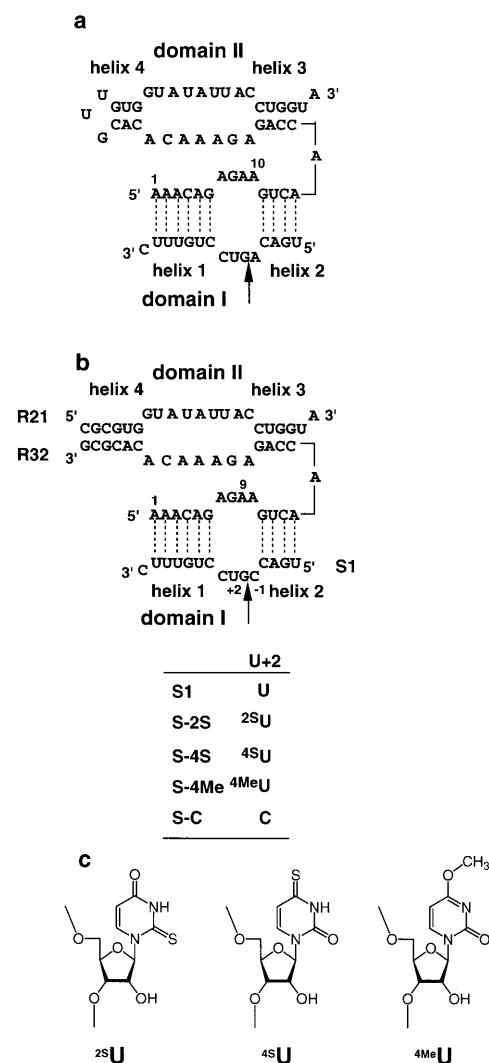 a
domain II
helix 4 helix 3
U GUAUAUUAC A 3'
U GUG CUGGU
G CAC GACC
ACAAAGA A
10
1 AGAA
5' AAACAG GUCA
3' C UUUGUC CAGU 5'
CUGA
helix 1 helix 2
domain I
b
domain II
helix 4 helix 3
R21 5' CGCGUG GUAUAUUAC CUGGU A 3'
R32 3' GCGCAC ACAAAGA GACC
A
9
1 AGAA
5' AAACAG GUCA
3' C UUUGUC CAGU 5' S1
CUGC
+2 -1
helix 1 helix 2
domain I
U+2
S1 U
S-2S 2SU
S-4S 4SU
S-4Me 4MeU
S-C C
c
O S O CH3
NH NH N
N S N O N O
O O O O O O
O OH O OH O OH
2SU 4SU 4MeU